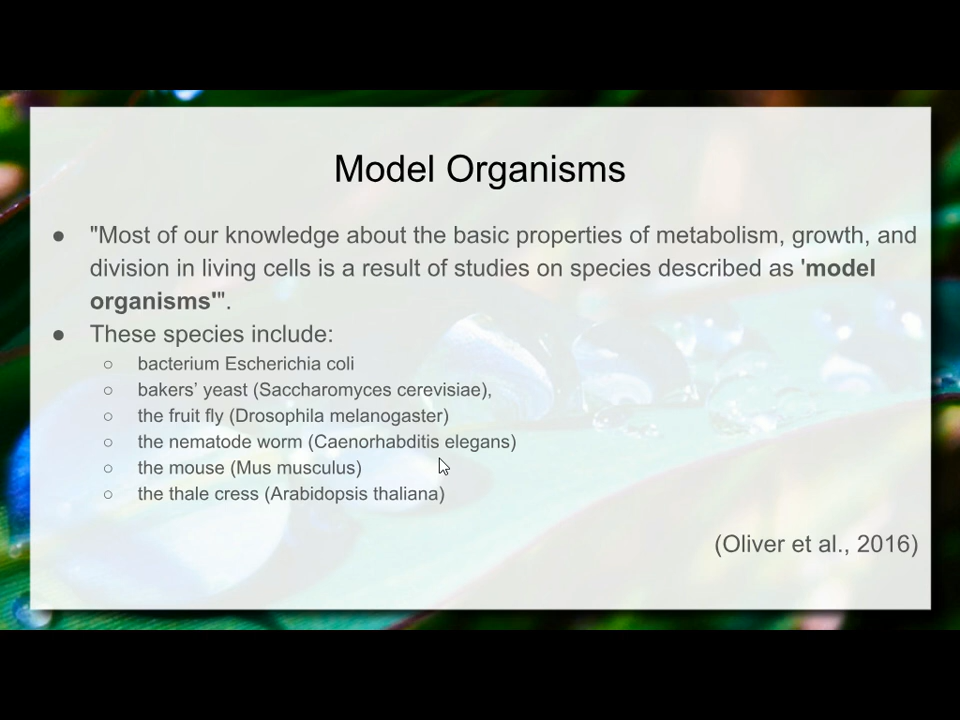 Model Organisms
● "Most of our knowledge about the basic properties of metabolism, growth, and
division in living cells is a result of studies on species described as 'model
organisms'".
● These species include:
○ bacterium Escherichia coli
○ bakers’ yeast (Saccharomyces cerevisiae),
○ the fruit fly (Drosophila melanogaster)
○ the nematode worm (Caenorhabditis elegans)
○ the mouse (Mus musculus)
○ the thale cress (Arabidopsis thaliana)
(Oliver et al., 2016)